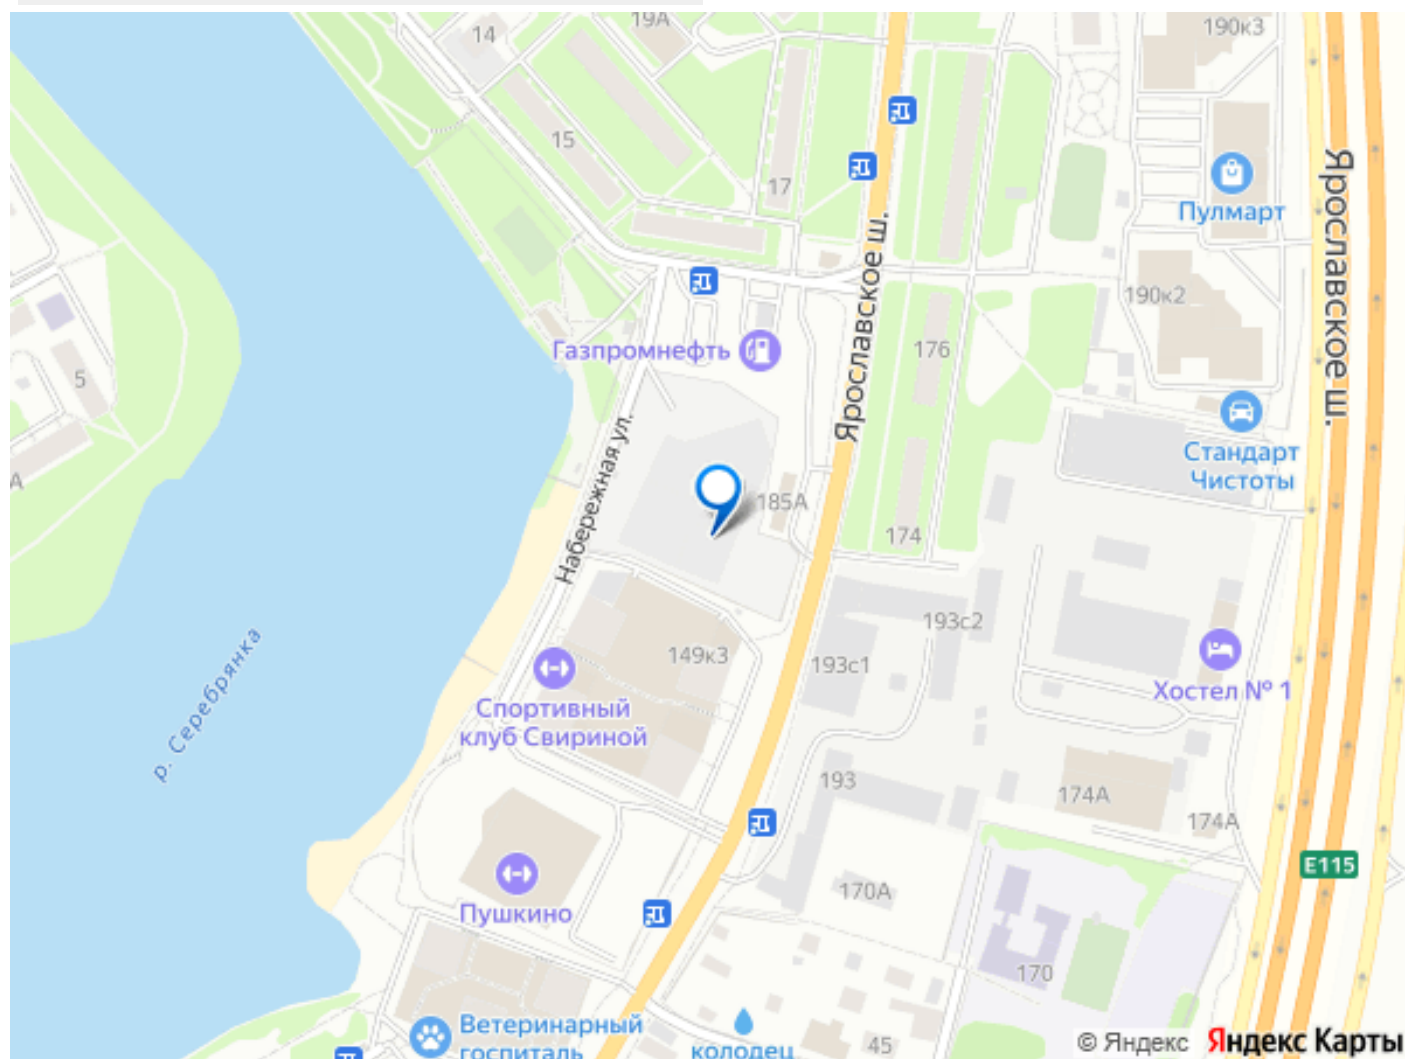 14
19А
190к3
15
17
Пулмарт
Ярославское ш.
Ярославское ш.
190к2
5
Газпромнефть
176
Стандарт
Чистоты
А
Набережная ул.
185А
174
193с2
149к3
193с1
р. Серебрянка
Спортивный
клуб Свириной
Хостел № 1
193
174А
174А
E115
170А
Пушкино
170
Ветеринарный
госпиталь
колодец
45
© Яндекс Яндекс Карты